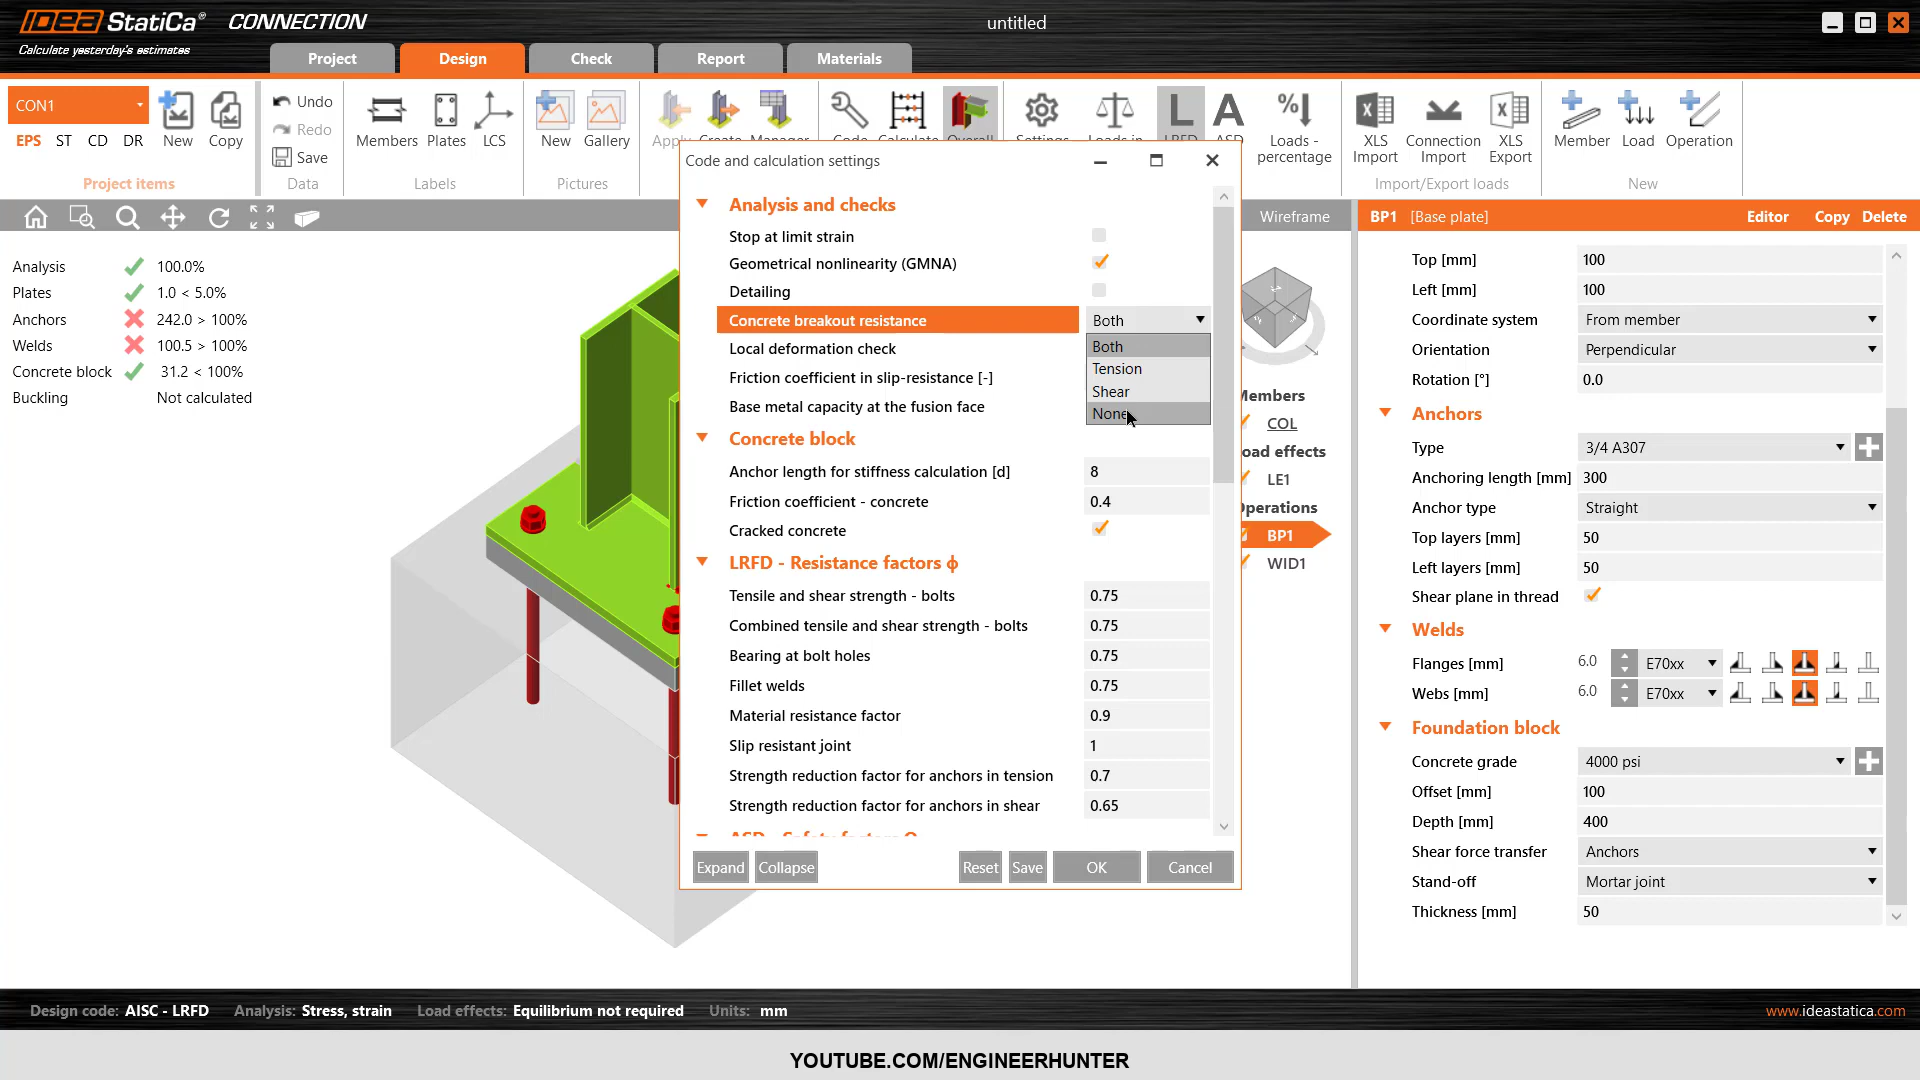 IDEA StatiCa® CONNECTION
Calculate yesterday's estimates
untitled
Project
Design
Check
Report
Materials
CON1
EPS ST CD DR
New
Copy
Project items
Undo
Redo
Save
Data
Members
Plates
LCS
Labels
New
Gallery
Pictures
Loads - percentage
XLS Import
Connection Import
XLS Export
Import/Export loads
Member
Load
Operation
New
Wireframe
Analysis 100.0%
Plates 1.0 < 5.0%
Anchors 242.0 > 100%
Welds 100.5 > 100%
Concrete block 31.2 < 100%
Buckling Not calculated
Code and calculation settings
Analysis and checks
Stop at limit strain
Geometrical nonlinearity (GMNA)
Detailing
Concrete breakout resistance Both
Both
Tension
Shear
None
Local deformation check
Friction coefficient in slip-resistance [-]
Base metal capacity at the fusion face
Concrete block
Anchor length for stiffness calculation [d] 8
Friction coefficient - concrete 0.4
Cracked concrete
LRFD - Resistance factors ϕ
Tensile and shear strength - bolts 0.75
Combined tensile and shear strength - bolts 0.75
Bearing at bolt holes 0.75
Fillet welds 0.75
Material resistance factor 0.9
Slip resistant joint 1
Strength reduction factor for anchors in tension 0.7
Strength reduction factor for anchors in shear 0.65
Expand
Collapse
Reset
Save
OK
Cancel
COL
LE1
BP1
WID1
BP1 [Base plate] Editor Copy Delete
Top [mm] 100
Left [mm] 100
Coordinate system From member
Orientation Perpendicular
Rotation [°] 0.0
Anchors
Type 3/4 A307
Anchoring length [mm] 300
Anchor type Straight
Top layers [mm] 50
Left layers [mm] 50
Shear plane in thread
Welds
Flanges [mm] 6.0 E70xx
Webs [mm] 6.0 E70xx
Foundation block
Concrete grade 4000 psi
Offset [mm] 100
Depth [mm] 400
Shear force transfer Anchors
Stand-off Mortar joint
Thickness [mm] 50
Design code: AISC - LRFD Analysis: Stress, strain Load effects: Equilibrium not required Units: mm
www.ideastatica.com
YOUTUBE.COM/ENGINEERHUNTER